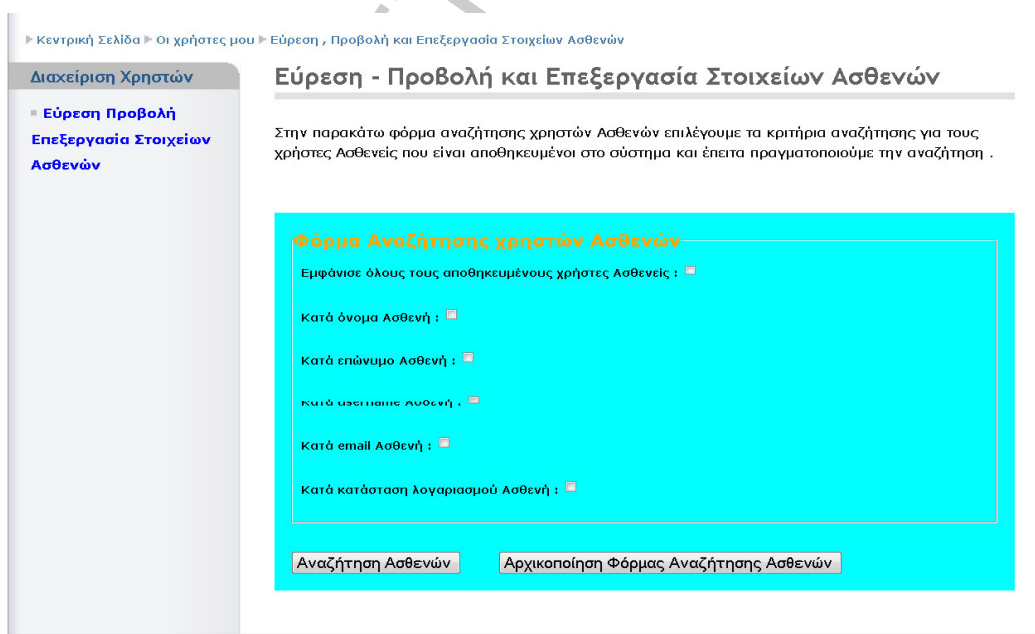 Κεντρική Σελίδα Οι χρήστες μου Εύρεση , Προβολή και Επεξεργασία Στοιχείων Ασθενών
Διαχείριση Χρηστών
Εύρεση Προβολή
Επεξεργασία Στοιχείων
Ασθενών
Εύρεση - Προβολή και Επεξεργασία Στοιχείων Ασθενών
Στην παρακάτω φόρμα αναζήτησης χρηστών Ασθενών επιλέγουμε τα κριτήρια αναζήτησης για τους
χρήστες Ασθενείς που είναι αποθηκευμένοι στο σύστημα και έπειτα πραγματοποιούμε την αναζήτηση .
Φόρμα Αναζήτησης χρηστών Ασθενών
Εμφάνισε όλους τους αποθηκευμένους χρήστες Ασθενείς :
Κατά όνομα Ασθενή :
Κατά επώνυμο Ασθενή :
Κατά username Ασθενή :
Κατά email Ασθενή :
Κατά κατάσταση λογαριασμού Ασθενή :
Αναζήτηση Ασθενών
Αρχικοποίηση Φόρμας Αναζήτησης Ασθενών